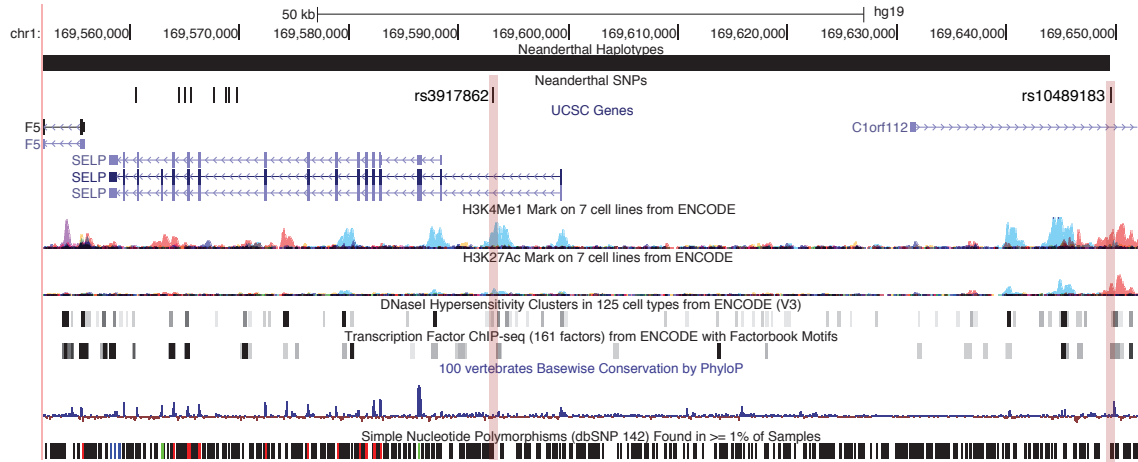 50 kb hg19
chr1: 169,560,000 169,570,000 169,580,000 169,590,000 169,600,000 169,610,000 169,620,000 169,630,000 169,640,000 169,650,000
Neanderthal Haplotypes
Neanderthal SNPs
rs3917862 rs10489183
UCSC Genes
F5 C1orf112
F5
SELP
SELP
SELP
H3K4Me1 Mark on 7 cell lines from ENCODE
H3K27Ac Mark on 7 cell lines from ENCODE
DNaseI Hypersensitivity Clusters in 125 cell types from ENCODE (V3)
Transcription Factor ChIP-seq (161 factors) from ENCODE with Factorbook Motifs
100 vertebrates Basewise Conservation by PhyloP
Simple Nucleotide Polymorphisms (dbSNP 142) Found in >= 1% of Samples